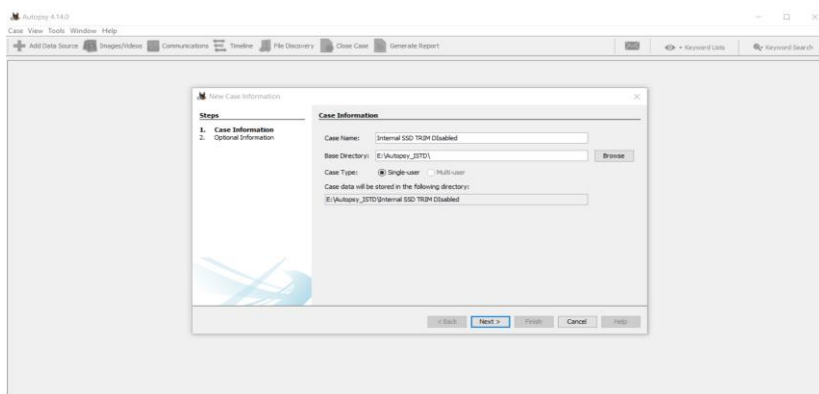 Autopsy 4.14.0
Case View Tools Window Help
Add Data Source Images/Videos Communications Timeline File Discovery Close Case Generate Report Keyword Lists Keyword Search
New Case Information
Steps
1. Case Information
2. Optional Information
Case Information
Case Name: Internal SSD TRIM DIsabled
Base Directory: E:\Autopsy_ISTD\ Browse
Case Type: Single-user Multi-user
Case data will be stored in the following directory:
E:\Autopsy_ISTD\Internal SSD TRIM DIsabled
< Back Next > Finish Cancel Help